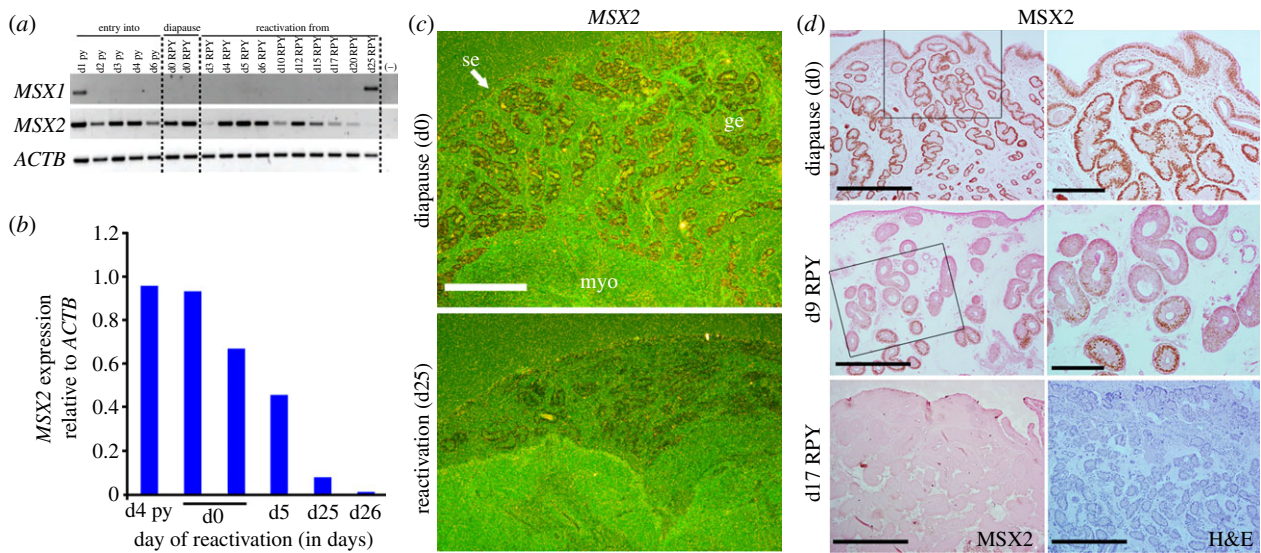 (a)
entry into diapause reactivation from
d1 py d2 py d3 py d4 py d6 py d0 RPY d0 RPY d3 RPY d4 RPY d5 RPY d6 RPY d10 RPY d12 RPY d15 RPY d17 RPY d20 RPY d25 RPY (–)
MSX1
MSX2
ACTB
(b)
MSX2 expression
relative to ACTB
1.2
1.0
0.8
0.6
0.4
0.2
0
d4 py d0 d5 d25 d26
day of reactivation (in days)
(c) MSX2
diapause (d0)
se
ge
myo
reactivation (d25)
(d) MSX2
diapause (d0)
d9 RPY
d17 RPY
MSX2
H&E